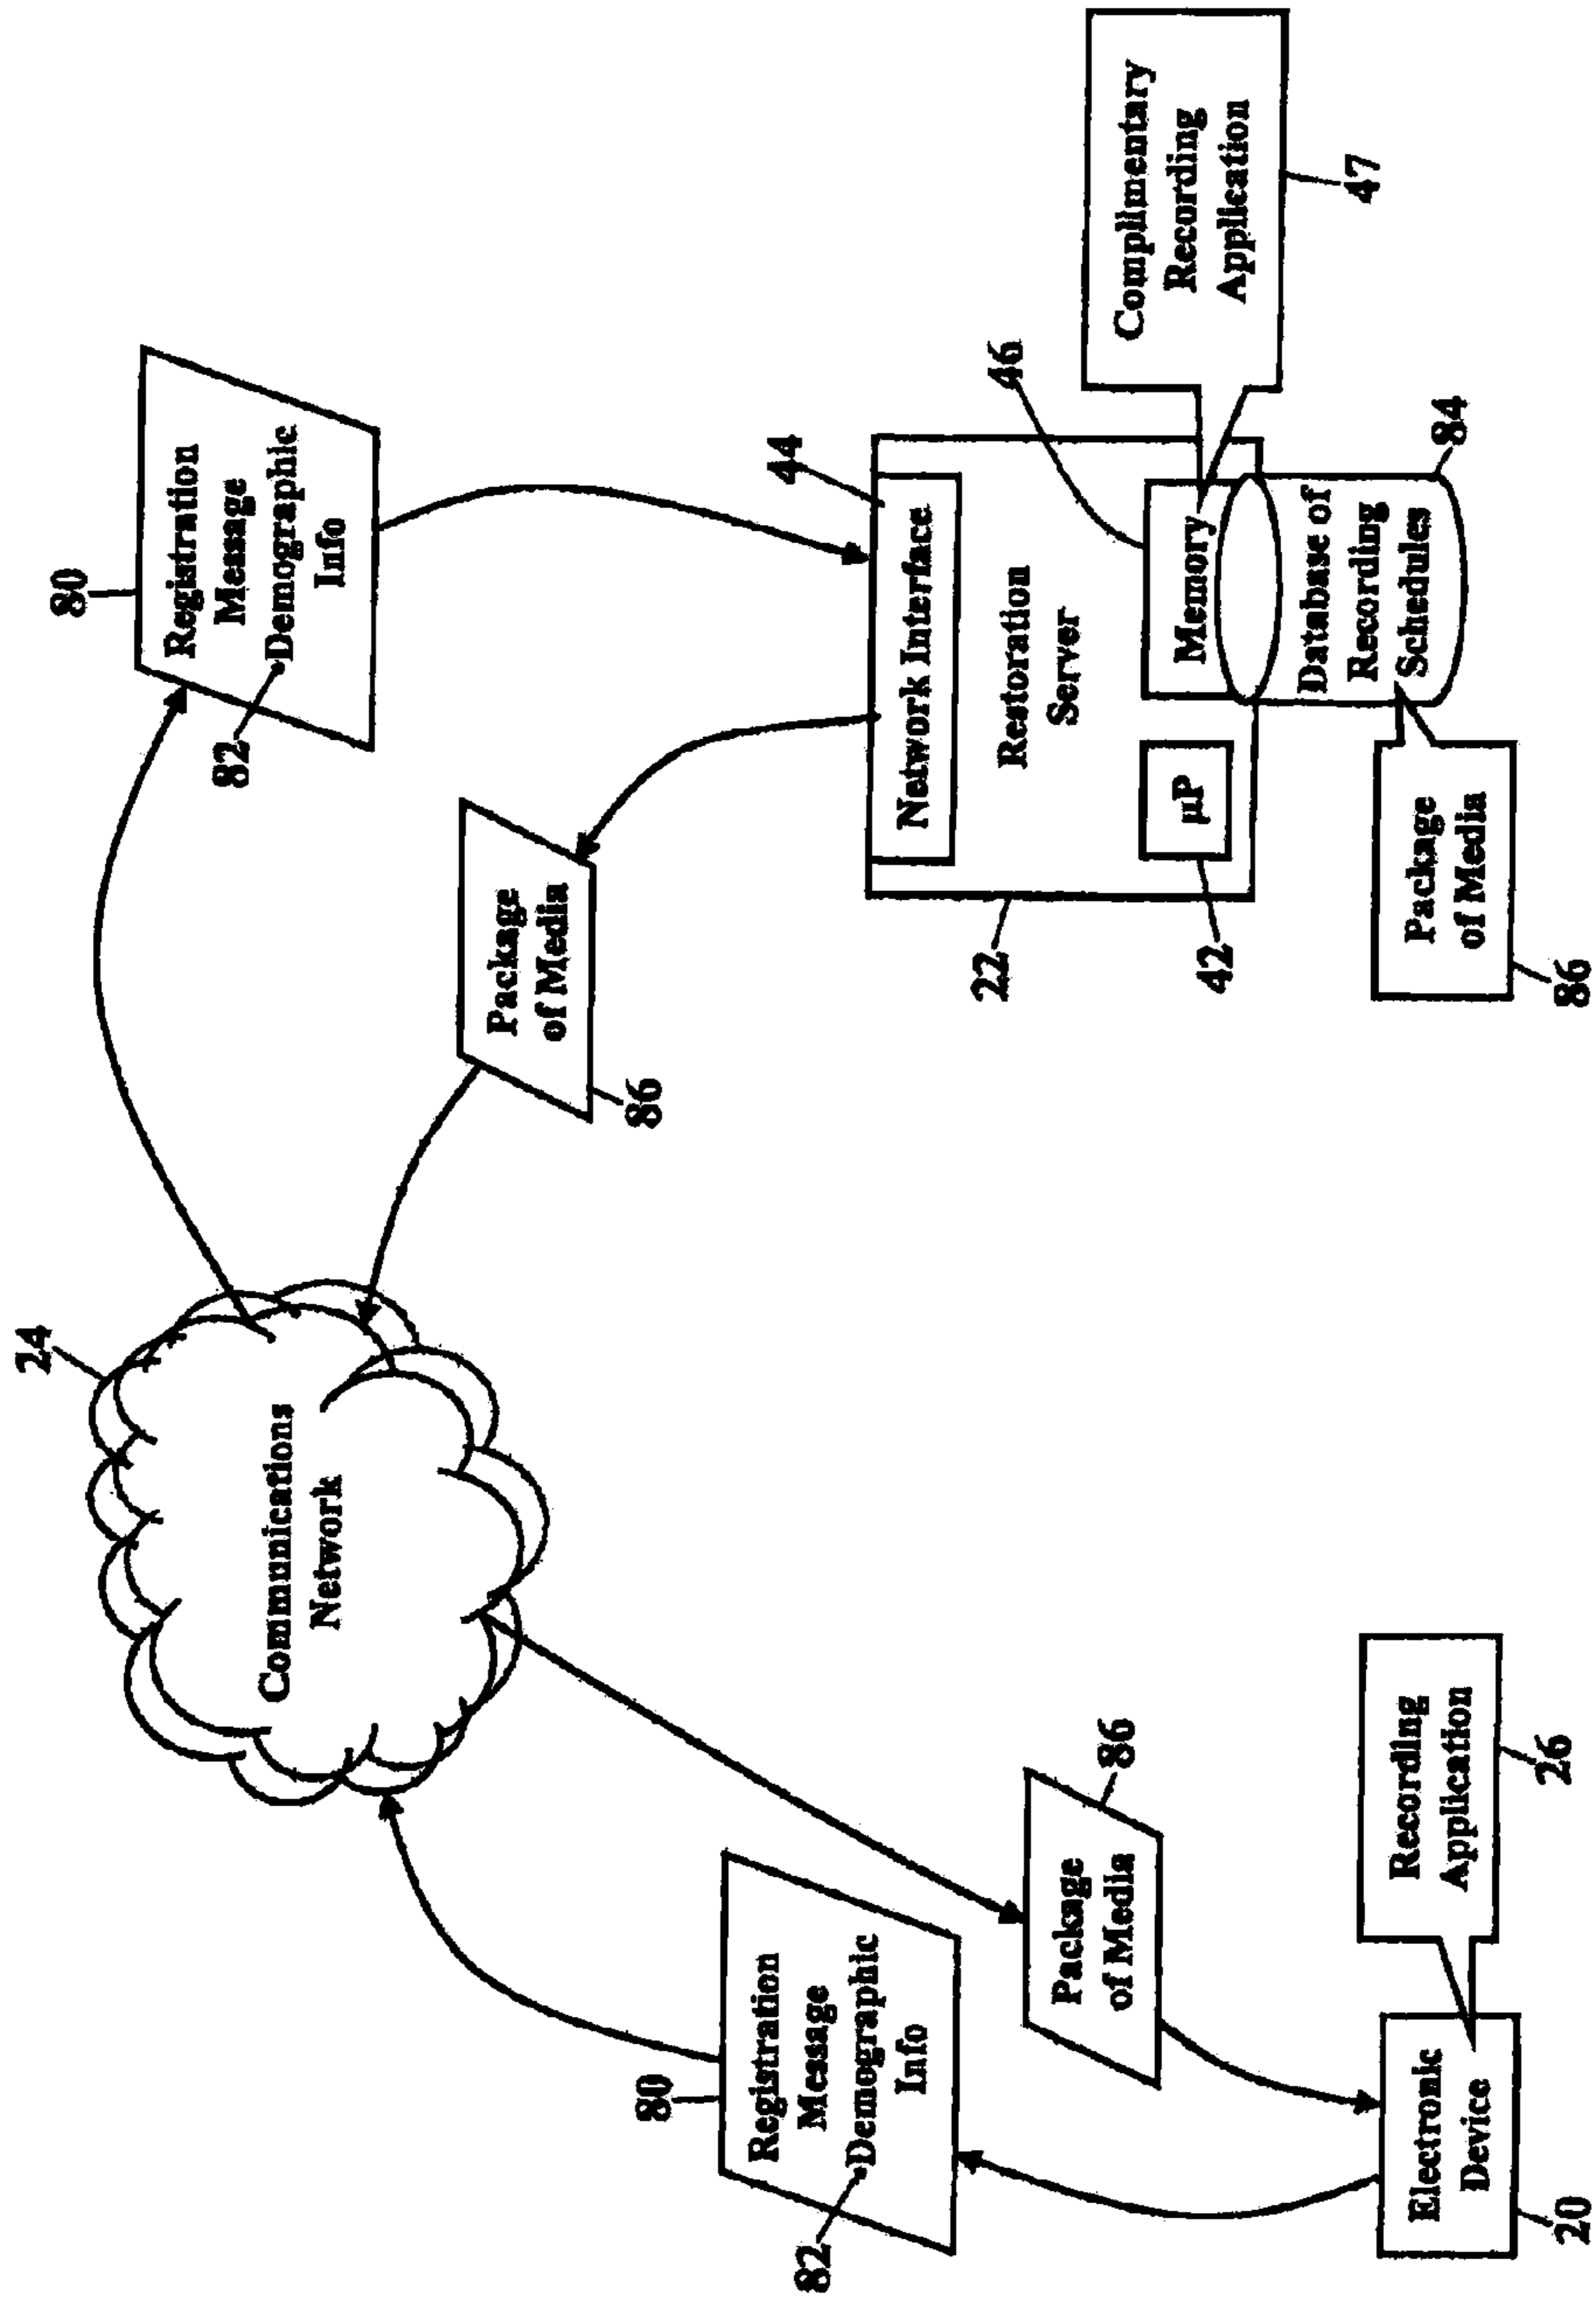 24
Communications
Network
80
Registration
Message
82
Demographic
Info
Package
of Media
86
80
Registration
Message
82
Demographic
Info
Package
of Media
86
Electronic
Device
20
Recording
Application
26
44
Network Interface
Restoration
Server
46
Memory
µP
22
42
Database of
Recording
Schedules
84
Package
of Media
86
Complimentary
Recording
Application
47